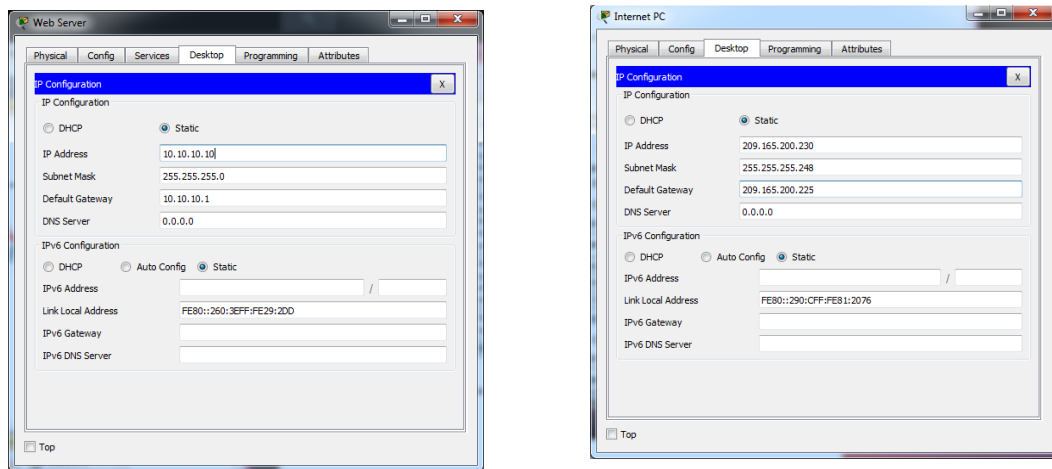 Web Server
Physical Config Services Desktop Programming Attributes
IP Configuration X
IP Configuration
DHCP Static
IP Address 10.10.10.10
Subnet Mask 255.255.255.0
Default Gateway 10.10.10.1
DNS Server 0.0.0.0
IPv6 Configuration
DHCP Auto Config Static
IPv6 Address /
Link Local Address FE80::260:3EFF:FE29:2DD
IPv6 Gateway
IPv6 DNS Server
Top
Internet PC
Physical Config Desktop Programming Attributes
IP Configuration X
IP Configuration
DHCP Static
IP Address 209.165.200.230
Subnet Mask 255.255.255.248
Default Gateway 209.165.200.225
DNS Server 0.0.0.0
IPv6 Configuration
DHCP Auto Config Static
IPv6 Address /
Link Local Address FE80::290:CFF:FE81:2076
IPv6 Gateway
IPv6 DNS Server
Top